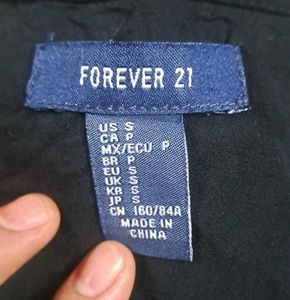 FOREVER 21
US S
CA P
MX/ECU P
BR P
EU S
UK S
KR S
JP S
CN 160/84A
MADE IN
CHINA